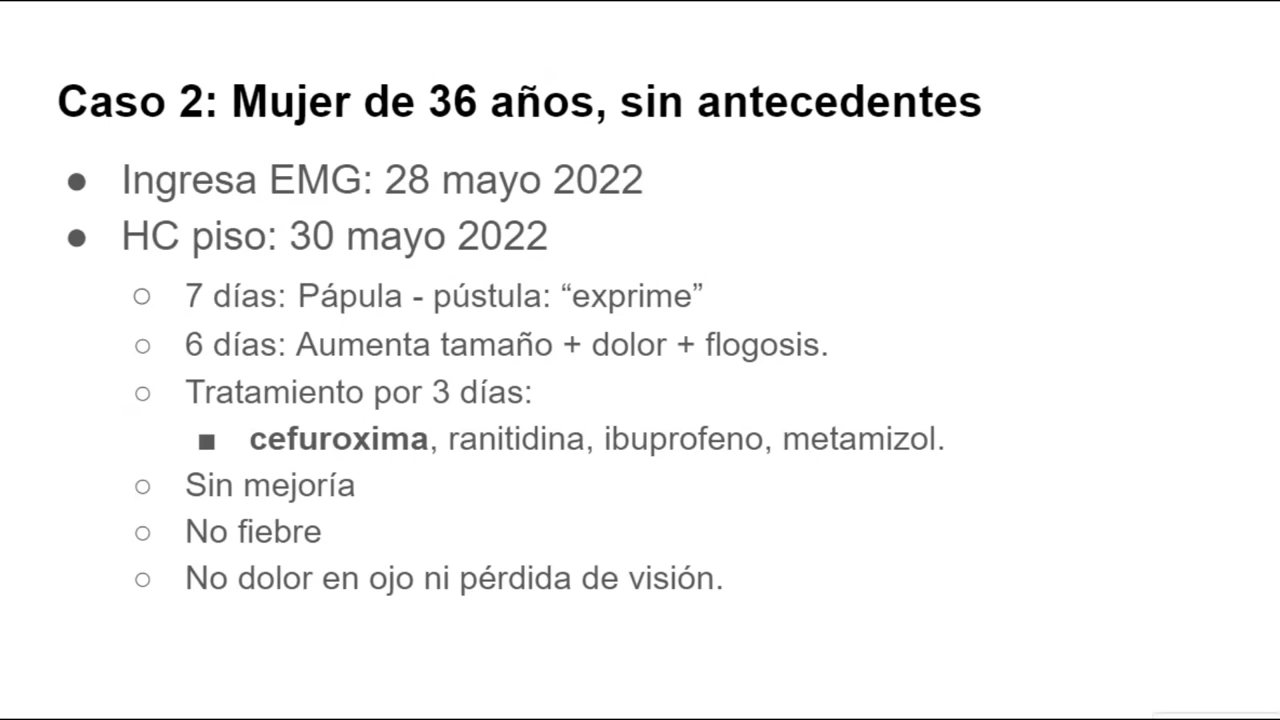 Caso 2: Mujer de 36 años, sin antecedentes
● Ingresa EMG: 28 mayo 2022
● HC piso: 30 mayo 2022
○ 7 días: Pápula - pústula: “exprime”
○ 6 días: Aumenta tamaño + dolor + flogosis.
○ Tratamiento por 3 días:
■ cefuroxima, ranitidina, ibuprofeno, metamizol.
○ Sin mejoría
○ No fiebre
○ No dolor en ojo ni pérdida de visión.